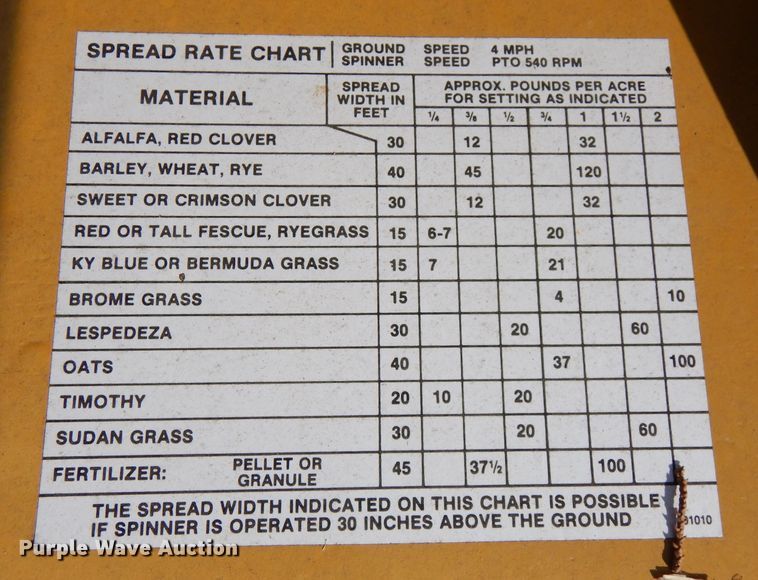 SPREAD RATE CHART GROUND SPEED 4 MPH
SPINNER SPEED PTO 540 RPM
MATERIAL
SPREAD
WIDTH IN
FEET
APPROX. POUNDS PER ACRE
FOR SETTING AS INDICATED
1/4 3/8 1/2 3/4 1 1 1/2 2
ALFALFA, RED CLOVER 30 12 32
BARLEY, WHEAT, RYE 40 45 120
SWEET OR CRIMSON CLOVER 30 12 32
RED OR TALL FESCUE, RYEGRASS 15 6-7 20
KY BLUE OR BERMUDA GRASS 15 7 21
BROME GRASS 15 4 10
LESPEDEZA 30 20 60
OATS 40 37 100
TIMOTHY 20 10 20
SUDAN GRASS 30 20 60
FERTILIZER: PELLET OR
GRANULE 45 37 1/2 100
THE SPREAD WIDTH INDICATED ON THIS CHART IS POSSIBLE
IF SPINNER IS OPERATED 30 INCHES ABOVE THE GROUND
Purple Wave Auction